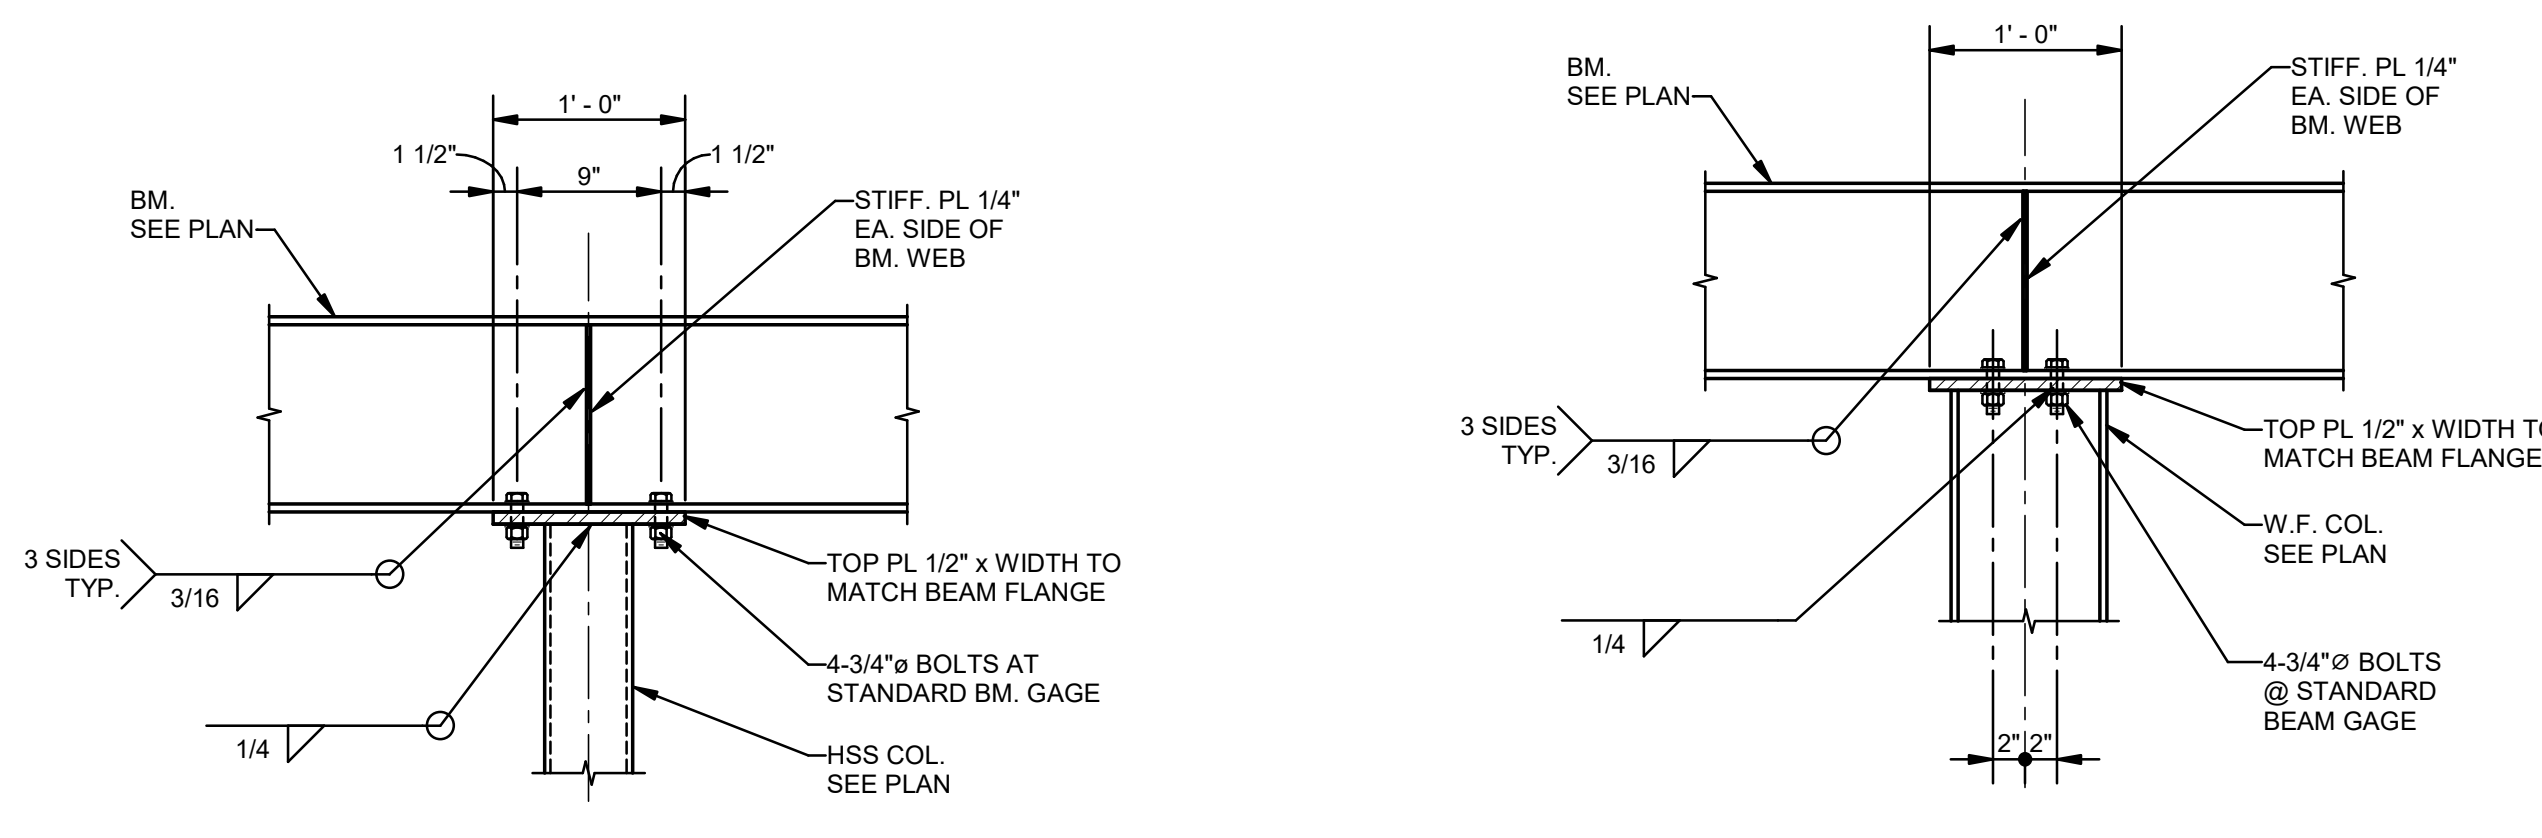 1' - 0"
1 1/2"
1 1/2"
9"
BM.
SEE PLAN
STIFF. PL 1/4"
EA. SIDE OF
BM. WEB
3 SIDES
TYP.
3/16
TOP PL 1/2" x WIDTH TO
MATCH BEAM FLANGE
4-3/4"ø BOLTS AT
STANDARD BM. GAGE
1/4
HSS COL.
SEE PLAN
1' - 0"
BM.
SEE PLAN
STIFF. PL 1/4"
EA. SIDE OF
BM. WEB
3 SIDES
TYP.
3/16
TOP PL 1/2" x WIDTH TO
MATCH BEAM FLANGE
W.F. COL.
SEE PLAN
1/4
4-3/4"Ø BOLTS
@ STANDARD
BEAM GAGE
2" 2"